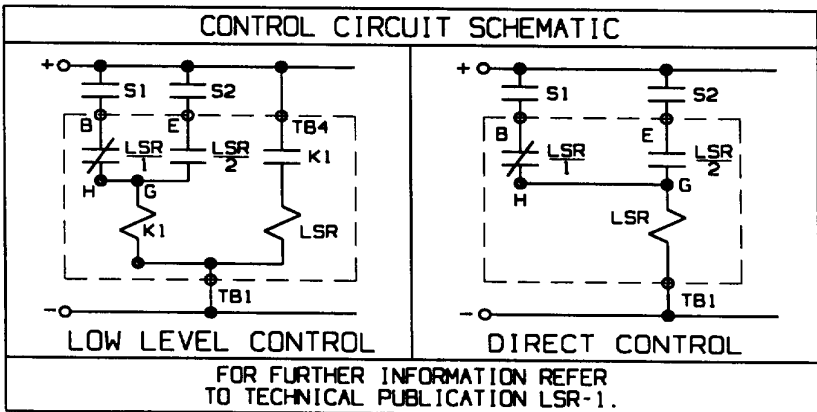 CONTROL CIRCUIT SCHEMATIC
+
S1
S2
B
E
TB4
LSR
1
LSR
2
K1
H
G
K1
LSR
TB1
-
LOW LEVEL CONTROL
+
S1
S2
B
E
LSR
1
LSR
2
H
G
LSR
TB1
-
DIRECT CONTROL
FOR FURTHER INFORMATION REFER
TO TECHNICAL PUBLICATION LSR-1.